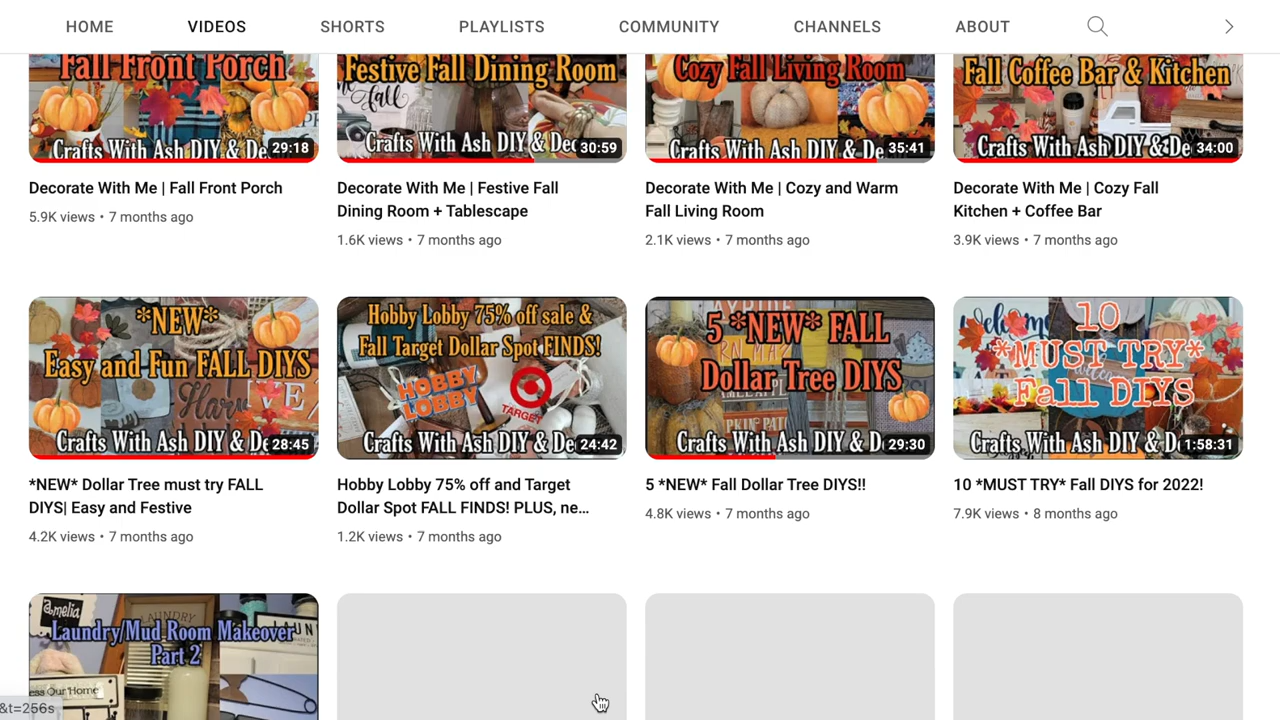 HOME VIDEOS SHORTS PLAYLISTS COMMUNITY CHANNELS ABOUT
Fall Front Porch
Crafts With Ash DIY & De
29:18
Decorate With Me | Fall Front Porch
5.9K views • 7 months ago
Festive Fall Dining Room
fall
Crafts With Ash DIY & Dec
30:59
Decorate With Me | Festive Fall
Dining Room + Tablescape
1.6K views • 7 months ago
Cozy Fall Living Room
Crafts With Ash DIY & De
35:41
Decorate With Me | Cozy and Warm
Fall Living Room
2.1K views • 7 months ago
Fall Coffee Bar & Kitchen
Crafts With Ash DIY & De
34:00
Decorate With Me | Cozy Fall
Kitchen + Coffee Bar
3.9K views • 7 months ago
*NEW*
Easy and Fun FALL DIYS
Crafts With Ash DIY & De
28:45
*NEW* Dollar Tree must try FALL
DIYS| Easy and Festive
4.2K views • 7 months ago
Hobby Lobby 75% off sale &
Fall Target Dollar Spot FINDS!
HOBBY
LOBBY
TARGET
Crafts With Ash DIY & De
24:42
Hobby Lobby 75% off and Target
Dollar Spot FALL FINDS! PLUS, ne...
1.2K views • 7 months ago
5 *NEW* FALL
Dollar Tree DIYS
Crafts With Ash DIY & D
29:30
5 *NEW* Fall Dollar Tree DIYS!!
4.8K views • 7 months ago
10
*MUST TRY*
Fall DIYS
Crafts With Ash DIY & D
1:58:31
10 *MUST TRY* Fall DIYS for 2022!
7.9K views • 8 months ago
amelia
LAUNDRY
Laundry/Mud Room Makeover
Part 2
ess Our Home
&t=256s